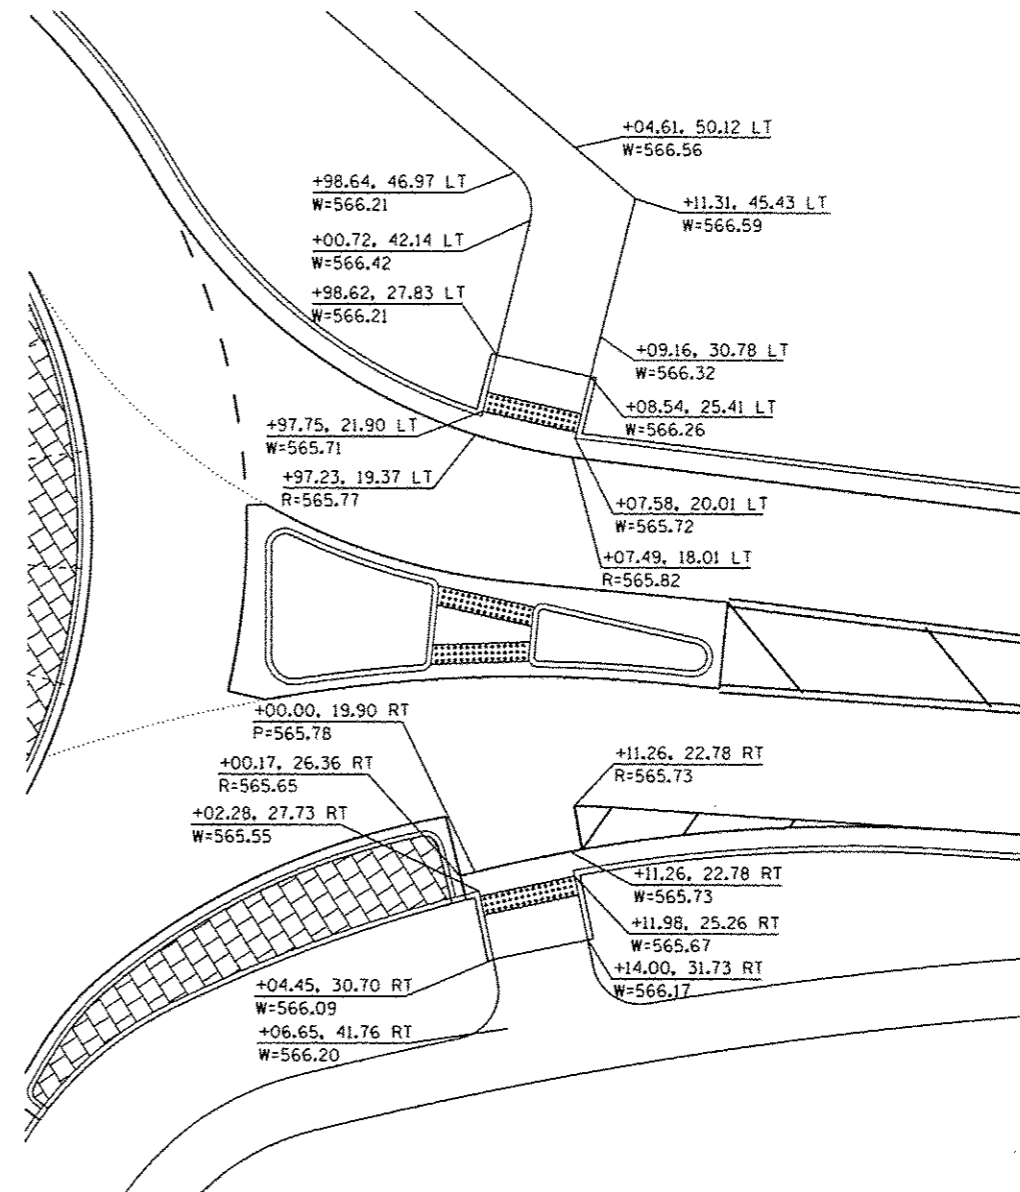 +04.61, 50.12 LT
W=566.56
+98.64, 46.97 LT
W=566.21
+11.31, 45.43 LT
W=566.59
+00.72, 42.14 LT
W=566.42
+98.62, 27.83 LT
W=566.21
+09.16, 30.78 LT
W=566.32
+08.54, 25.41 LT
W=566.26
+97.75, 21.90 LT
W=565.71
+97.23, 19.37 LT
R=565.77
+07.58, 20.01 LT
W=565.72
+07.49, 18.01 LT
R=565.82
+00.00, 19.90 RT
P=565.78
+00.17, 26.36 RT
R=565.65
+11.26, 22.78 RT
R=565.73
+02.28, 27.73 RT
W=565.55
+11.26, 22.78 RT
W=565.73
+11.98, 25.26 RT
W=565.67
+14.00, 31.73 RT
W=566.17
+04.45, 30.70 RT
W=566.09
+06.65, 41.76 RT
W=566.20